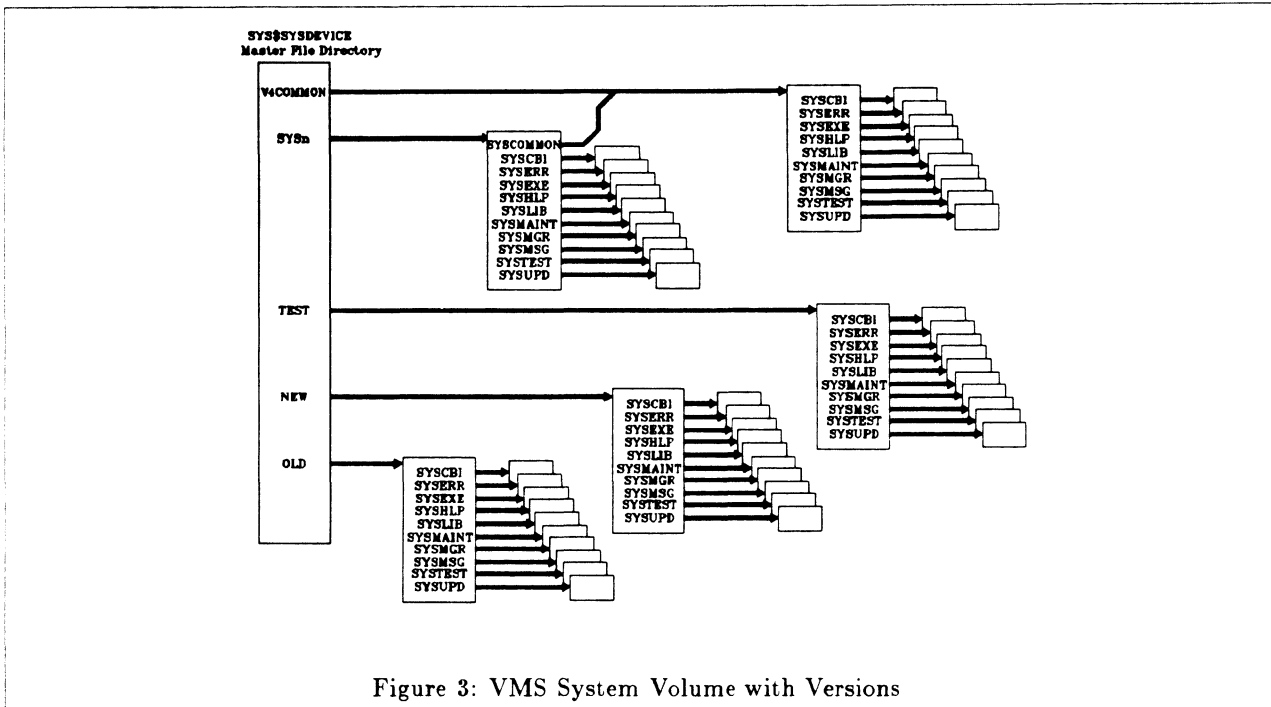 SYS$SYSDEVICE
Master File Directory
V4COMMON
SYSn
TEST
NEW
OLD
SYSCBI
SYSERR
SYSEXE
SYSHLP
SYSLIB
SYSMAINT
SYSMGR
SYSMSG
SYSTEST
SYSUPD
SYSCOMMON
SYSCBI
SYSERR
SYSEXE
SYSHLP
SYSLIB
SYSMAINT
SYSMGR
SYSMSG
SYSTEST
SYSUPD
SYSCBI
SYSERR
SYSEXE
SYSHLP
SYSLIB
SYSMAINT
SYSMGR
SYSMSG
SYSTEST
SYSUPD
SYSCBI
SYSERR
SYSEXE
SYSHLP
SYSLIB
SYSMAINT
SYSMGR
SYSMSG
SYSTEST
SYSUPD
SYSCBI
SYSERR
SYSEXE
SYSHLP
SYSLIB
SYSMAINT
SYSMGR
SYSMSG
SYSTEST
SYSUPD
Figure 3: VMS System Volume with Versions